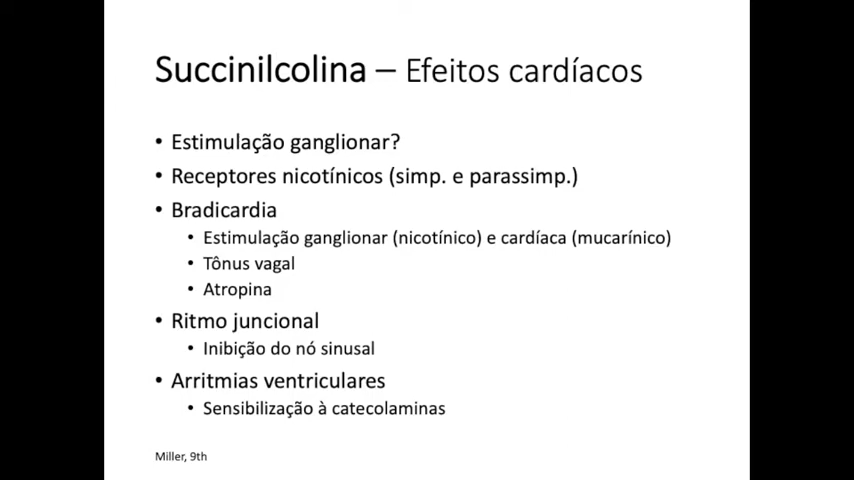 Succinilcolina – Efeitos cardíacos
• Estimulação ganglionar?
• Receptores nicotínicos (simp. e parassimp.)
• Bradicardia
• Estimulação ganglionar (nicotínico) e cardíaca (mucarínico)
• Tônus vagal
• Atropina
• Ritmo juncional
• Inibição do nó sinusal
• Arritmias ventriculares
• Sensibilização à catecolaminas
Miller, 9th